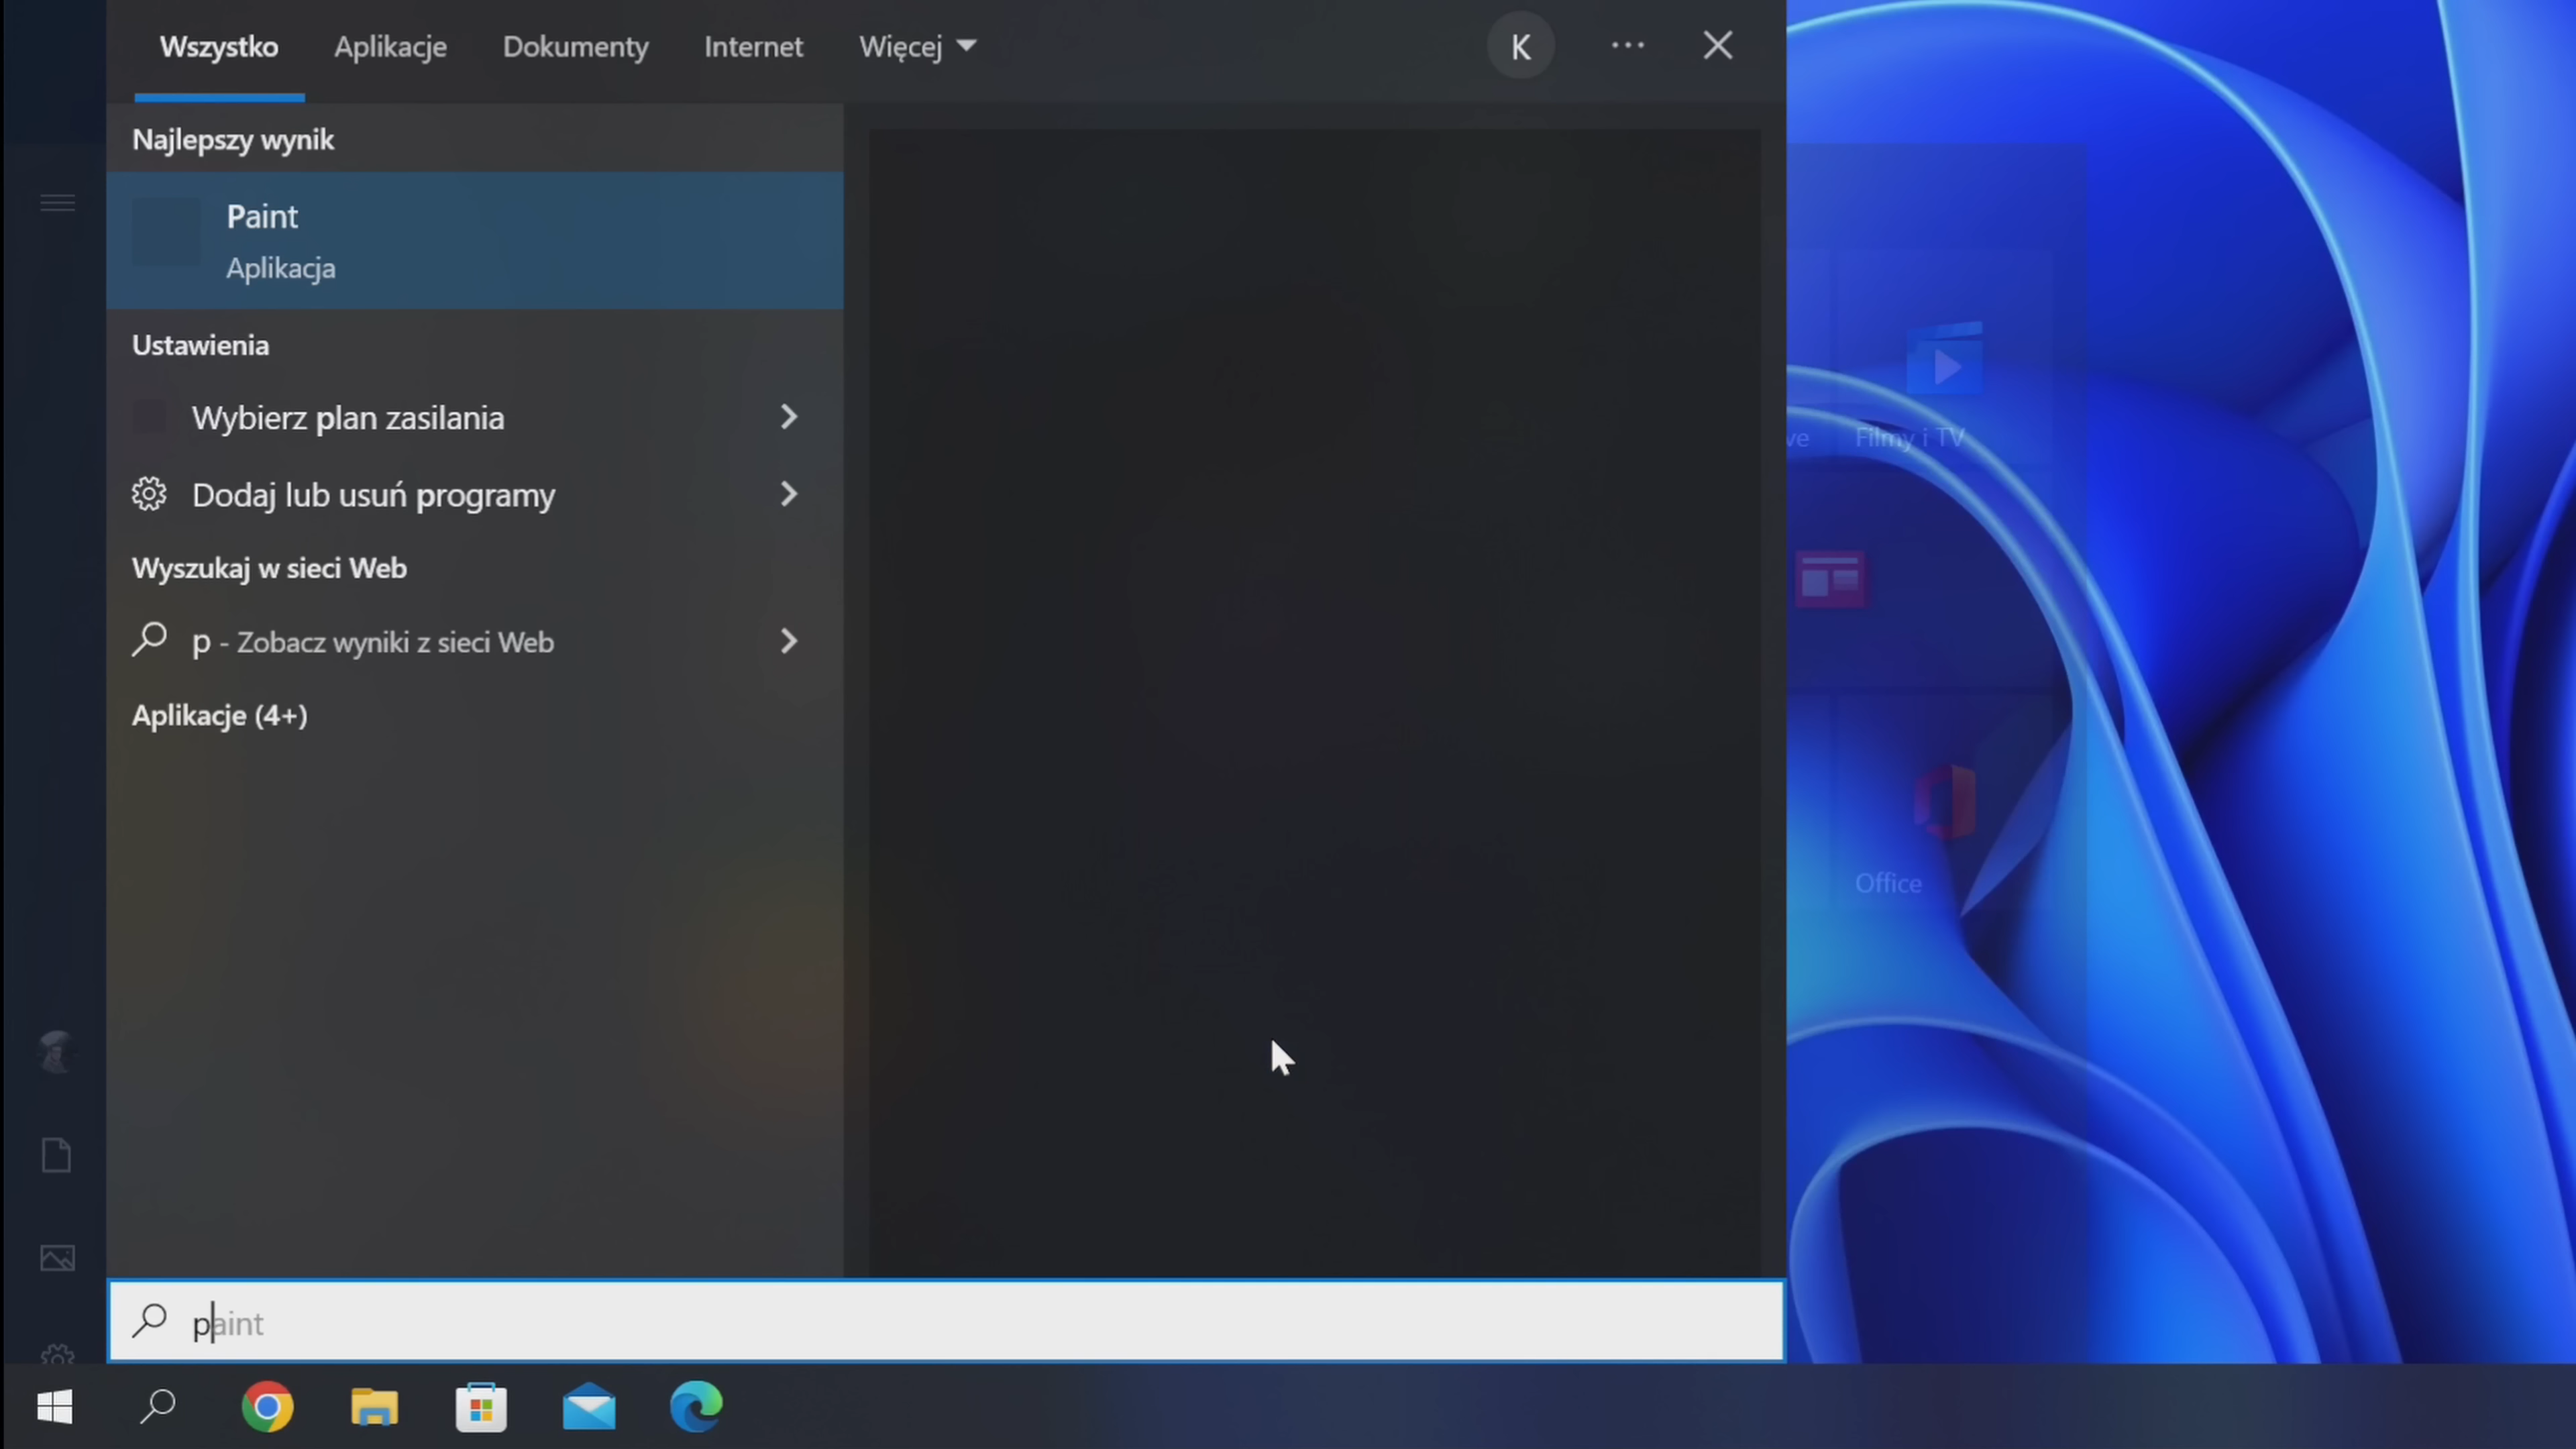 Wszystko Aplikacje Dokumenty Internet Więcej K
Najlepszy wynik
Paint
Aplikacja
Ustawienia
Wybierz plan zasilania
Dodaj lub usuń programy
Wyszukaj w sieci Web
p - Zobacz wyniki z sieci Web
Aplikacje (4+)
ve Filmy i TV
Office
paint